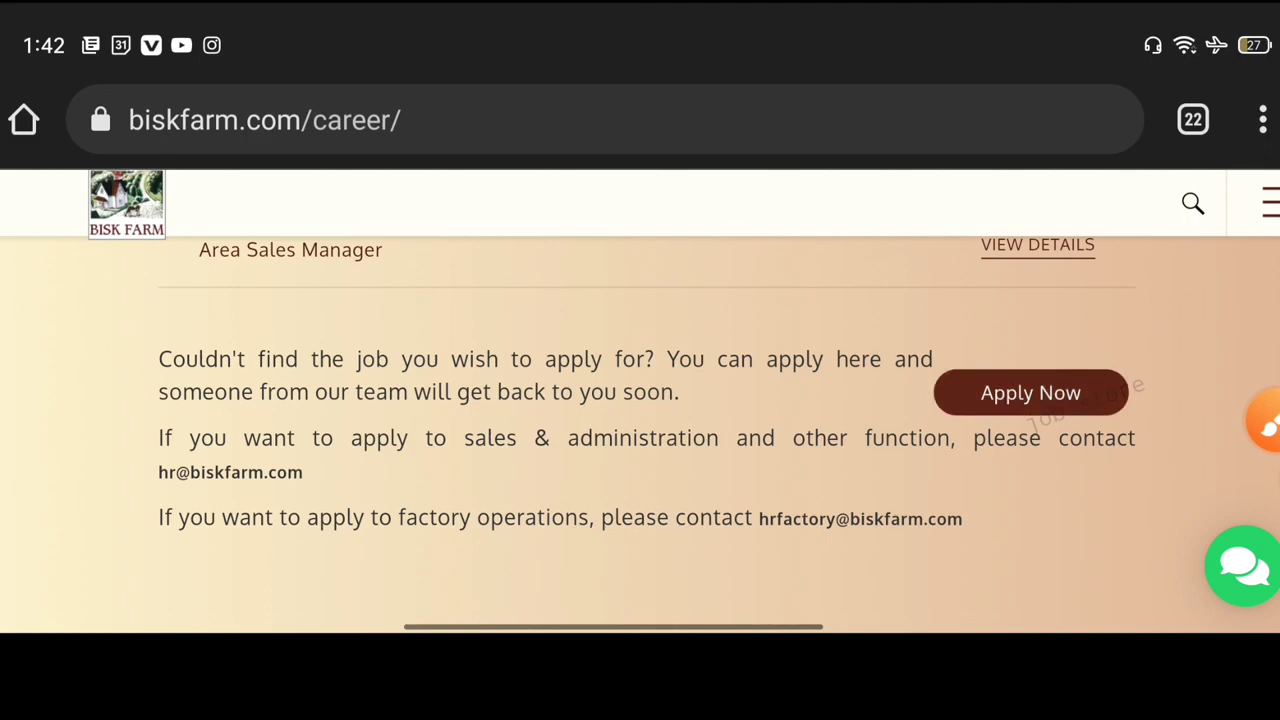 1:42
31
27
biskfarm.com/career/
22
BISK FARM
Area Sales Manager
VIEW DETAILS
Couldn't find the job you wish to apply for? You can apply here and
someone from our team will get back to you soon.
Apply Now
If you want to apply to sales & administration and other function, please contact
hr@biskfarm.com
If you want to apply to factory operations, please contact hrfactory@biskfarm.com